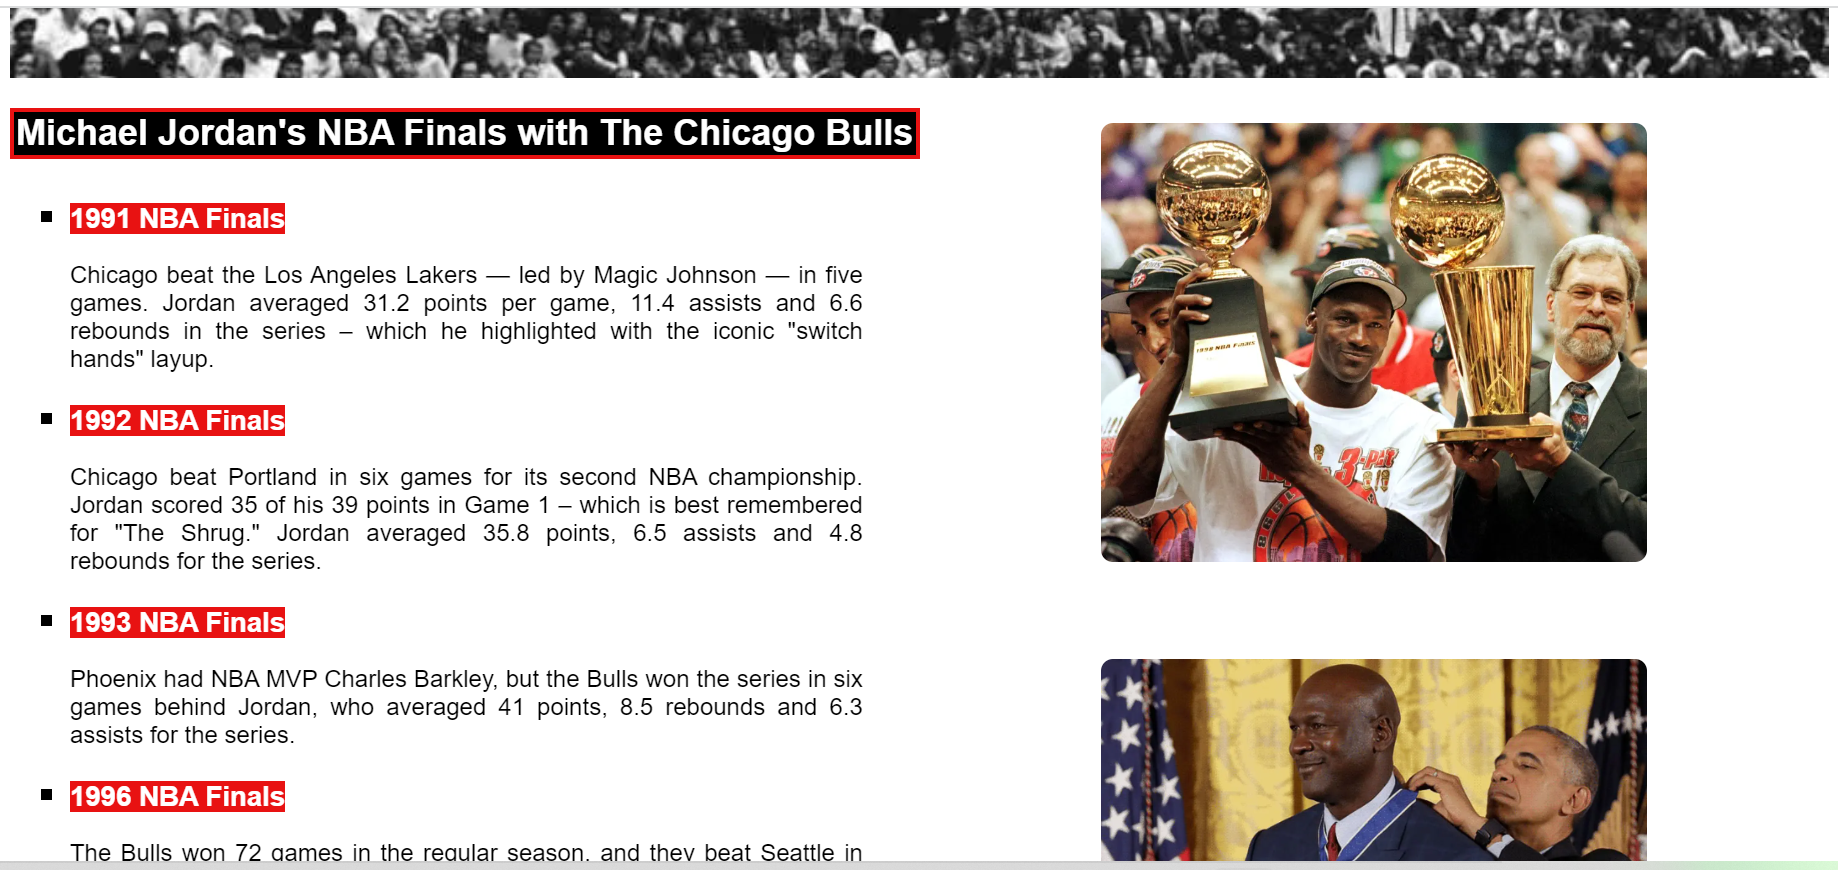 Michael Jordan's NBA Finals with The Chicago Bulls
1991 NBA Finals
Chicago beat the Los Angeles Lakers — led by Magic Johnson — in five
games. Jordan averaged 31.2 points per game, 11.4 assists and 6.6
rebounds in the series – which he highlighted with the iconic "switch
hands" layup.
1992 NBA Finals
Chicago beat Portland in six games for its second NBA championship.
Jordan scored 35 of his 39 points in Game 1 – which is best remembered
for "The Shrug." Jordan averaged 35.8 points, 6.5 assists and 4.8
rebounds for the series.
1993 NBA Finals
Phoenix had NBA MVP Charles Barkley, but the Bulls won the series in six
games behind Jordan, who averaged 41 points, 8.5 rebounds and 6.3
assists for the series.
1996 NBA Finals
The Bulls won 72 games in the regular season, and they beat Seattle in
1998 NBA Finals
3-PEAT